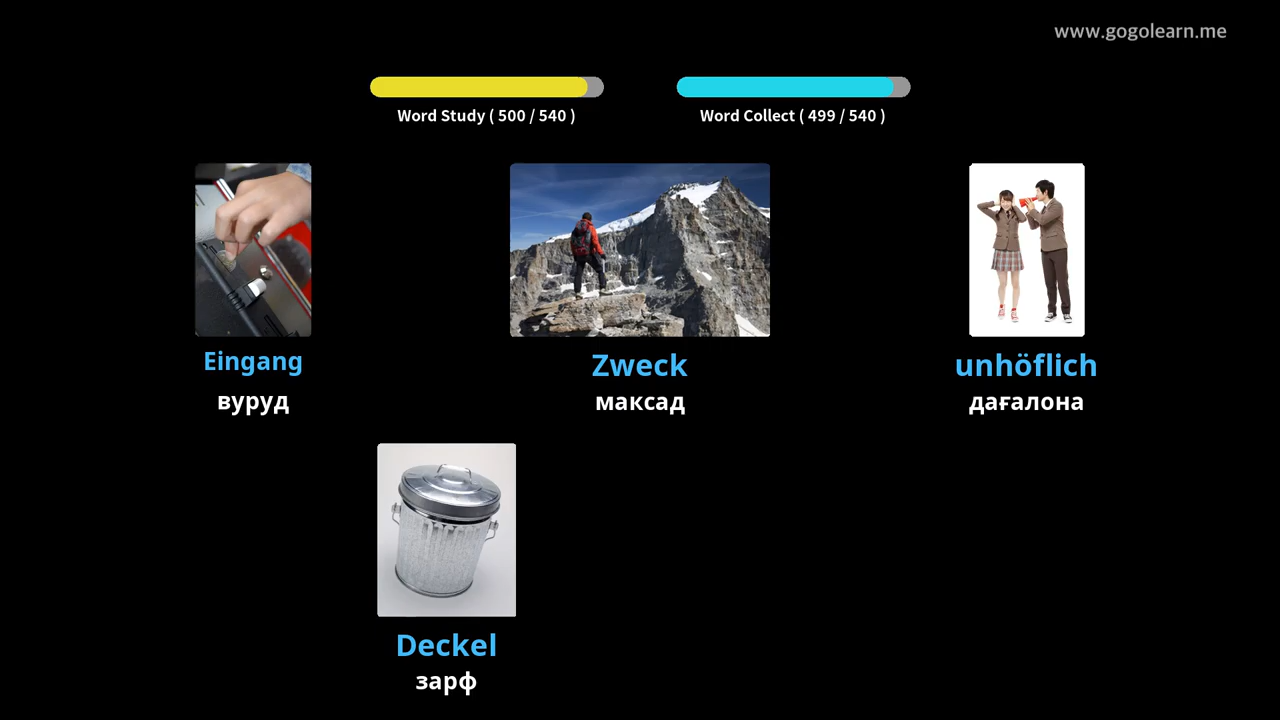 www.gogolearn.me
Word Study ( 500 / 540 )
Word Collect ( 499 / 540 )
Eingang
вуруд
Zweck
максад
unhöflich
дағалона
Deckel
зарф